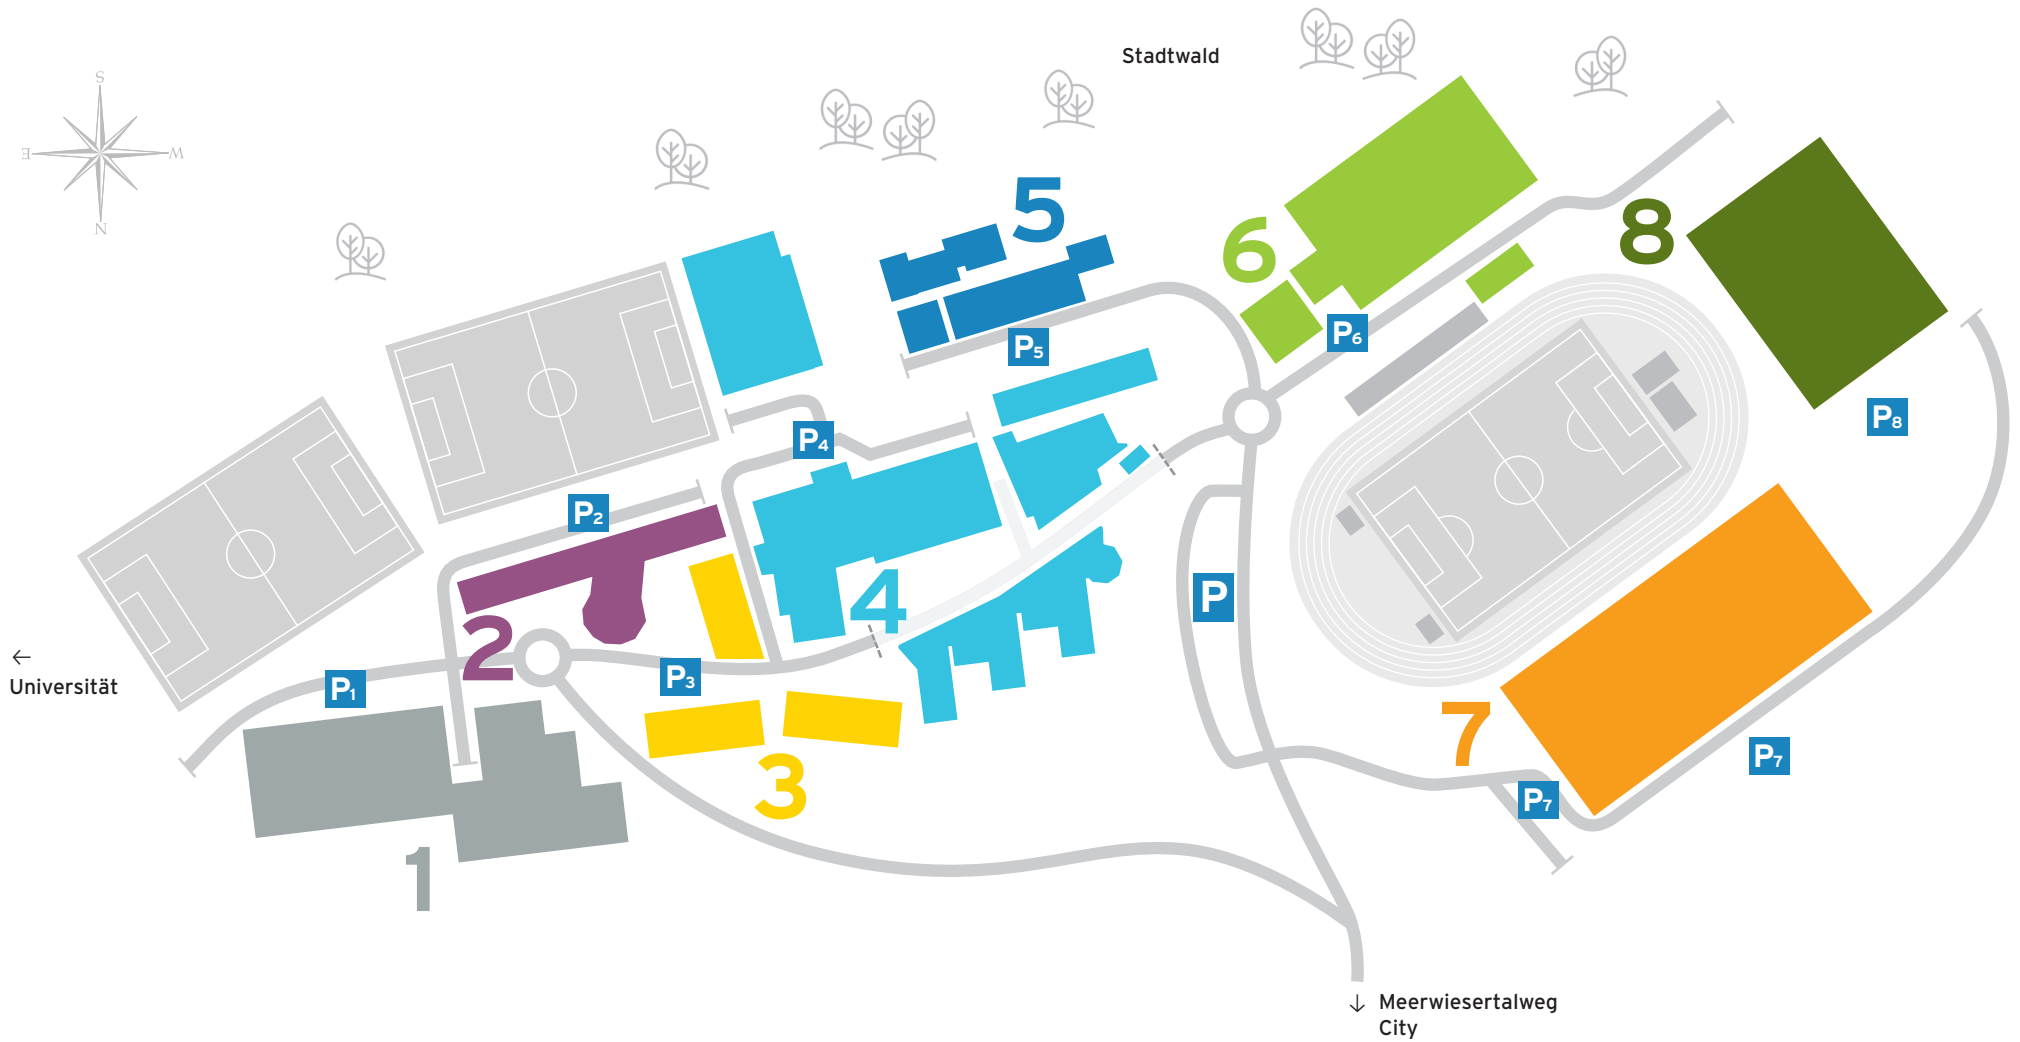 Stadtwald
S
E
W
N
5
6
8
P5
P6
P8
P4
P2
4
P
2
← Universität
P1
P3
7
P7
3
P7
1
↓ Meerwiesertalweg
City